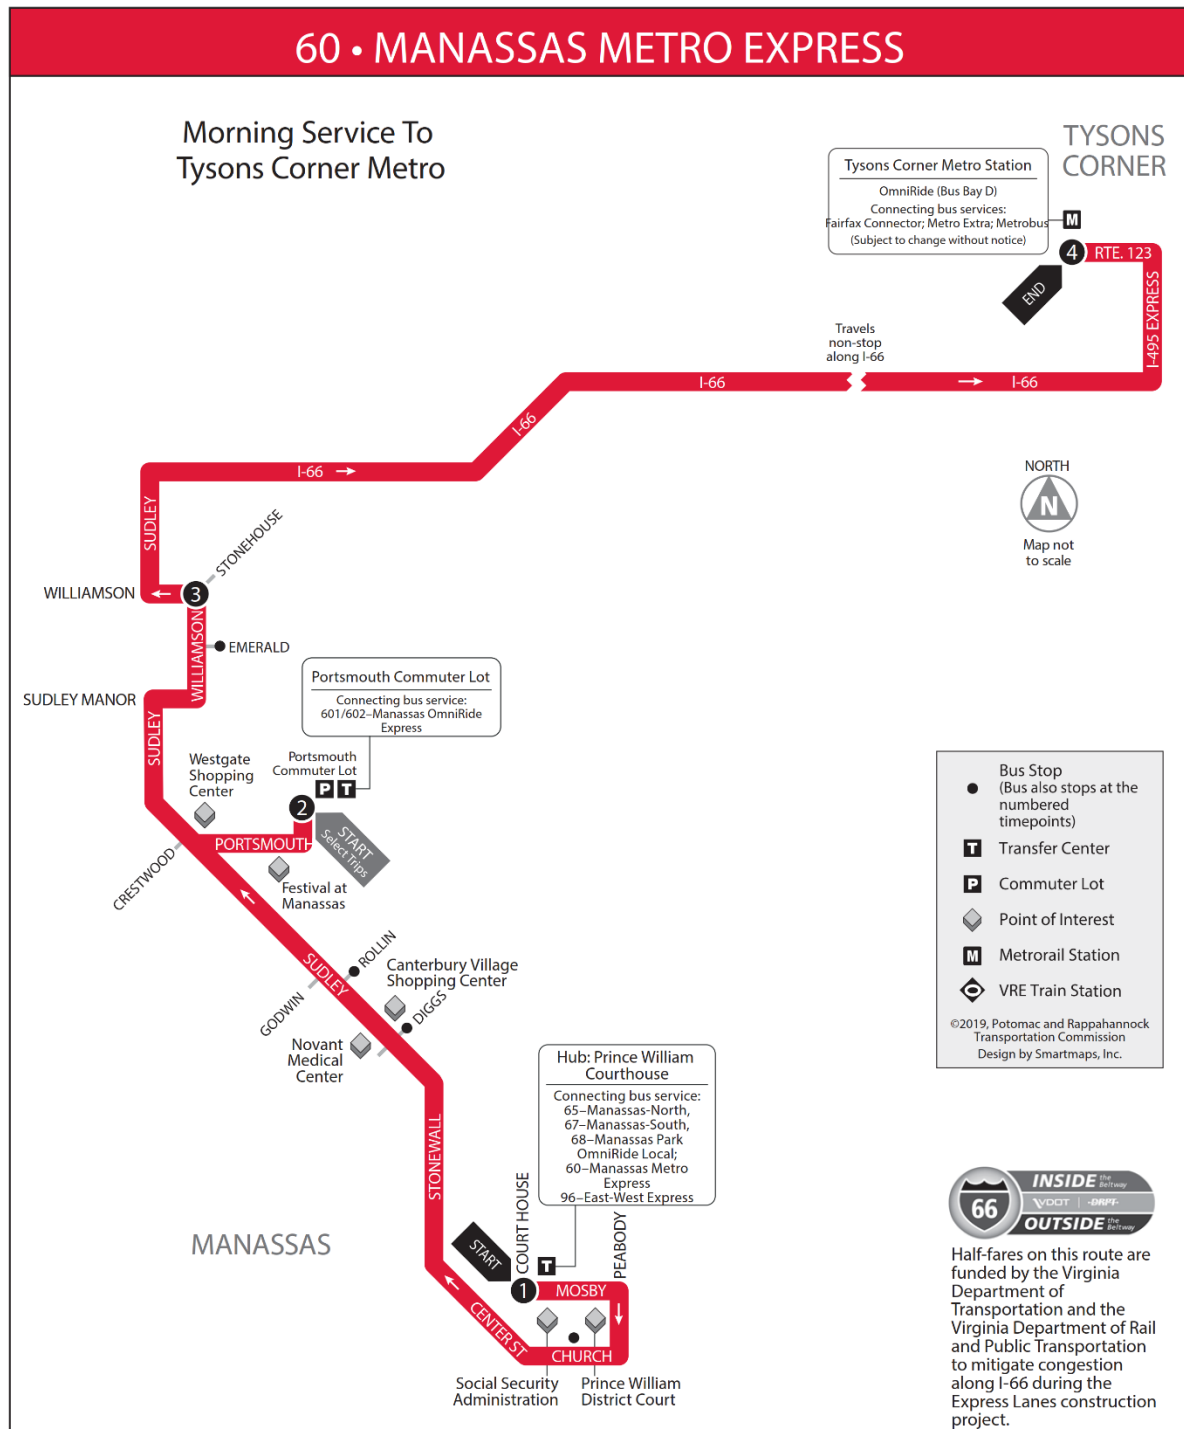 60 • MANASSAS METRO EXPRESS
Morning Service To
Tysons Corner Metro
TYSONS
CORNER
Tysons Corner Metro Station
OmniRide (Bus Bay D)
Connecting bus services:
Fairfax Connector; Metro Extra; Metrobus
(Subject to change without notice)
M
4
RTE. 123
END
I-495 EXPRESS
Travels
non-stop
along I-66
I-66
I-66
I-66
I-66
NORTH
N
Map not
to scale
SUDLEY
STONEHOUSE
WILLIAMSON
3
WILLIAMSON
EMERALD
SUDLEY MANOR
SUDLEY
Portsmouth Commuter Lot
Connecting bus service:
601/602–Manassas OmniRide
Express
Westgate
Shopping
Center
Portsmouth
Commuter Lot
P
T
2
START
Select Trips
PORTSMOUTH
CRESTWOOD
Festival at
Manassas
SUDLEY
ROLLIN
GODWIN
Canterbury Village
Shopping Center
DIGGS
Novant
Medical
Center
Bus Stop
(Bus also stops at the
numbered
timepoints)
T
Transfer Center
P
Commuter Lot
Point of Interest
M
Metrorail Station
VRE Train Station
©2019, Potomac and Rappahannock
Transportation Commission
Design by Smartmaps, Inc.
Hub: Prince William
Courthouse
Connecting bus service:
65–Manassas-North,
67–Manassas-South,
68–Manassas Park
OmniRide Local;
60–Manassas Metro
Express
96–East-West Express
STONEWALL
MANASSAS
START
COURT HOUSE
T
PEABODY
1
MOSBY
CENTER ST
CHURCH
Social Security
Administration
Prince William
District Court
66
INSIDE the Beltway
VDOT | -DRPT-
OUTSIDE the Beltway
Half-fares on this route are
funded by the Virginia
Department of
Transportation and the
Virginia Department of Rail
and Public Transportation
to mitigate congestion
along I-66 during the
Express Lanes construction
project.